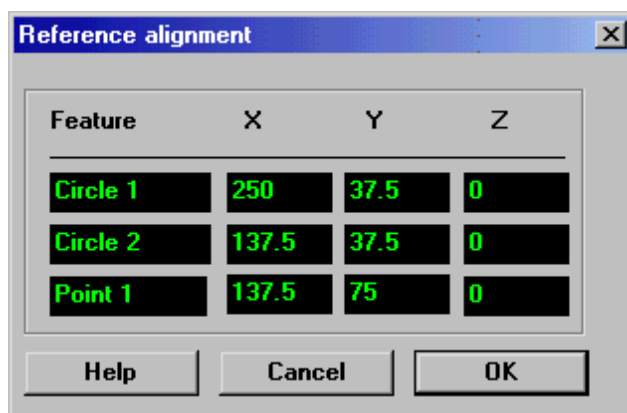 Reference alignment
Feature X Y Z
Circle 1 250 37.5 0
Circle 2 137.5 37.5 0
Point 1 137.5 75 0
Help Cancel OK